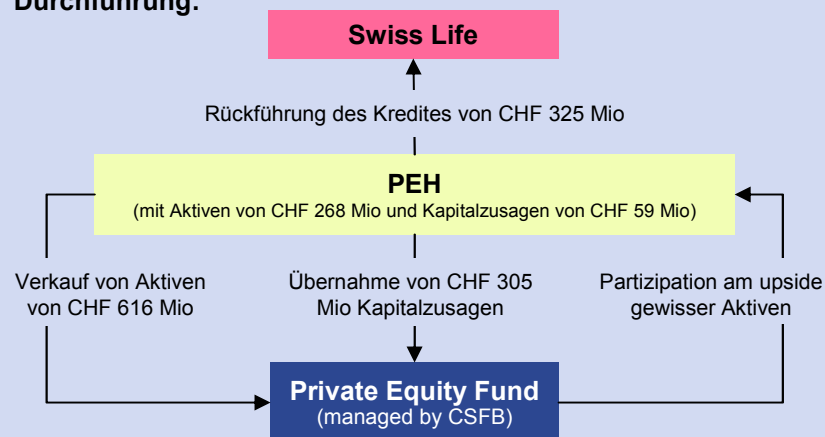 Durchführung:
Swiss Life
Rückführung des Kredites von CHF 325 Mio
PEH
(mit Aktiven von CHF 268 Mio und Kapitalzusagen von CHF 59 Mio)
Verkauf von Aktiven
von CHF 616 Mio
Übernahme von CHF 305
Mio Kapitalzusagen
Partizipation am upside
gewisser Aktiven
Private Equity Fund
(managed by CSFB)